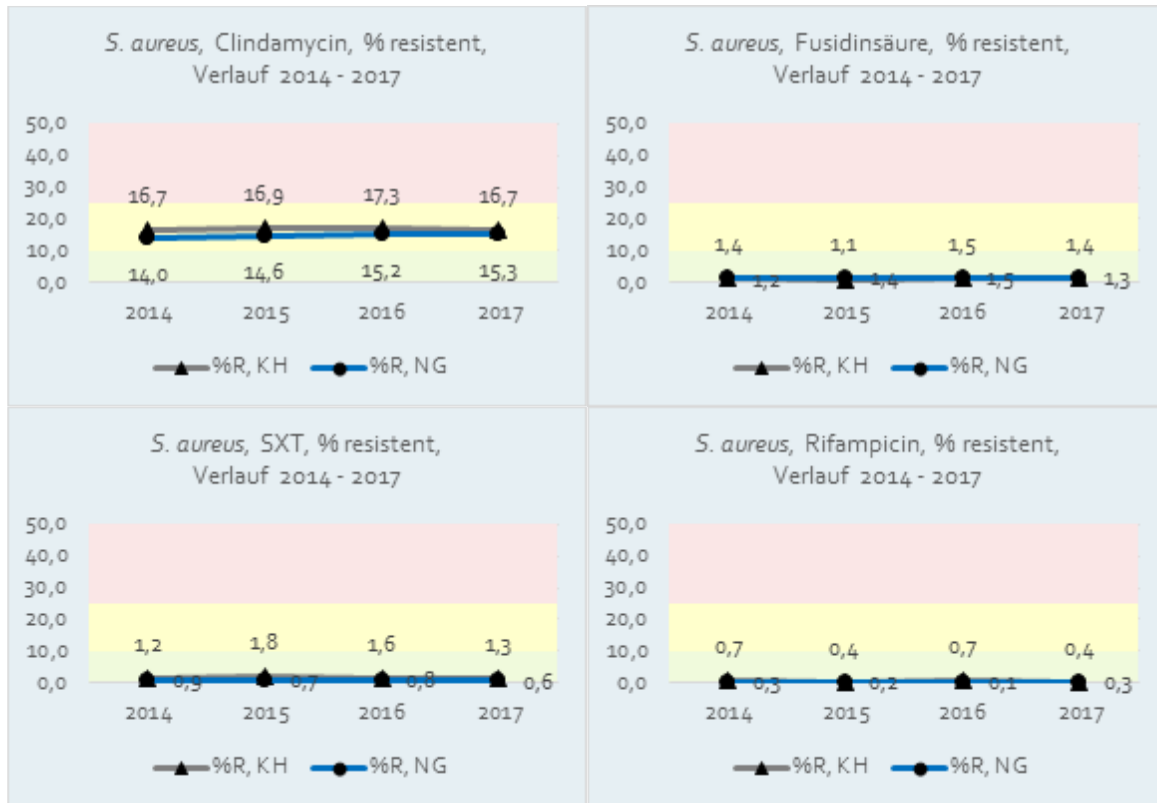 S. aureus, Clindamycin, % resistent,
Verlauf 2014 - 2017
50,0
40,0
30,0
20,0
10,0
0,0
16,7 16,9 17,3 16,7
14,0 14,6 15,2 15,3
2014 2015 2016 2017
%R, KH %R, NG
S. aureus, Fusidinsäure, % resistent,
Verlauf 2014 - 2017
50,0
40,0
30,0
20,0
10,0
0,0
1,4 1,1 1,5 1,4
1,2 1,4 1,5 1,3
2014 2015 2016 2017
%R, KH %R, NG
S. aureus, SXT, % resistent,
Verlauf 2014 - 2017
50,0
40,0
30,0
20,0
10,0
0,0
1,2 1,8 1,6 1,3
0,9 0,7 0,8 0,6
2014 2015 2016 2017
%R, KH %R, NG
S. aureus, Rifampicin, % resistent,
Verlauf 2014 - 2017
50,0
40,0
30,0
20,0
10,0
0,0
0,7 0,4 0,7 0,4
0,3 0,2 0,1 0,3
2014 2015 2016 2017
%R, KH %R, NG